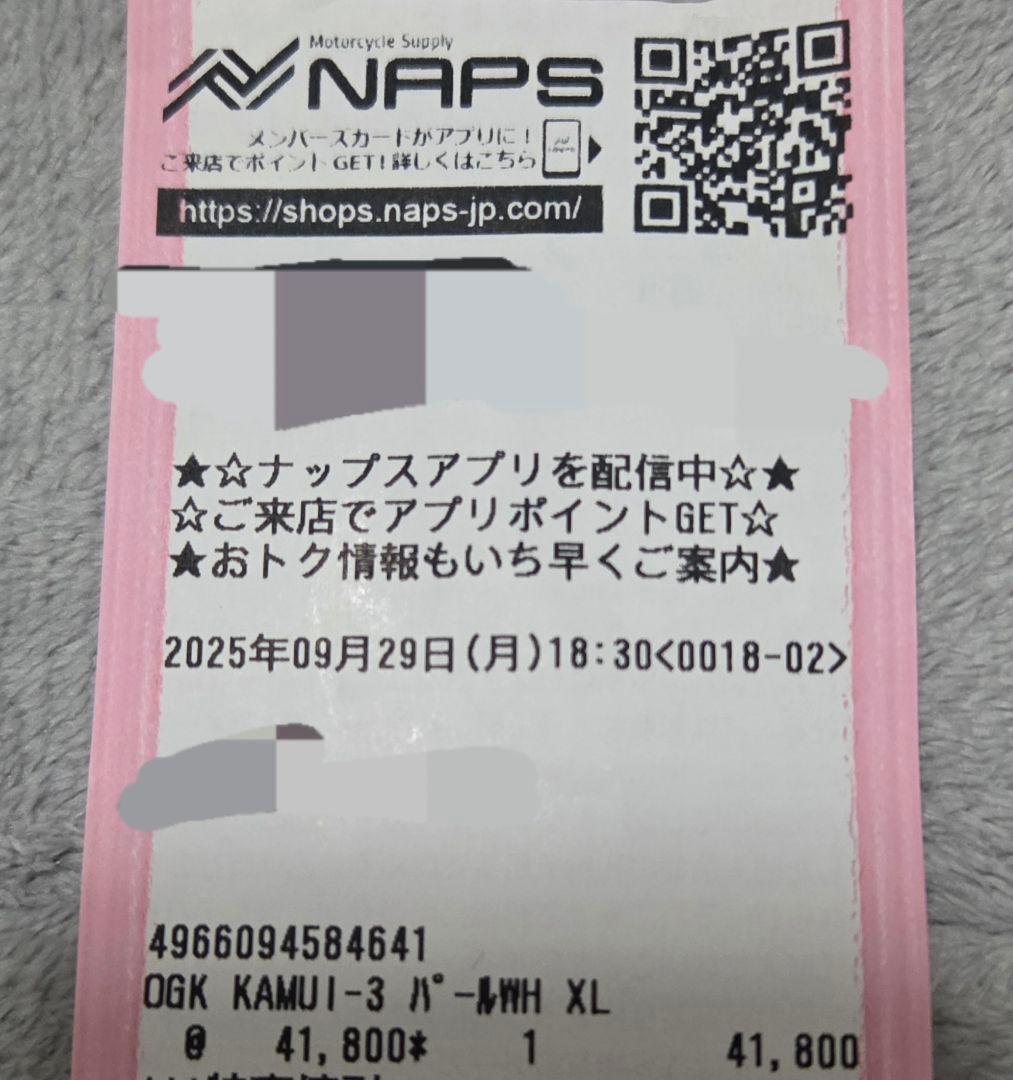 Motorcycle Supply
NAPS
メンバーズカードがアプリに！
ご来店でポイントGET！詳しくはこちら
https://shops.naps-jp.com/
★☆ナップスアプリを配信中☆★
☆ご来店でアプリポイントGET☆
★おトク情報もいち早くご案内★
2025年09月29日(月)18:30<0018-02>
4966094584641
OGK KAMUI-3 ﾊﾟｰﾙWH XL
@ 41,800* 1 41,800